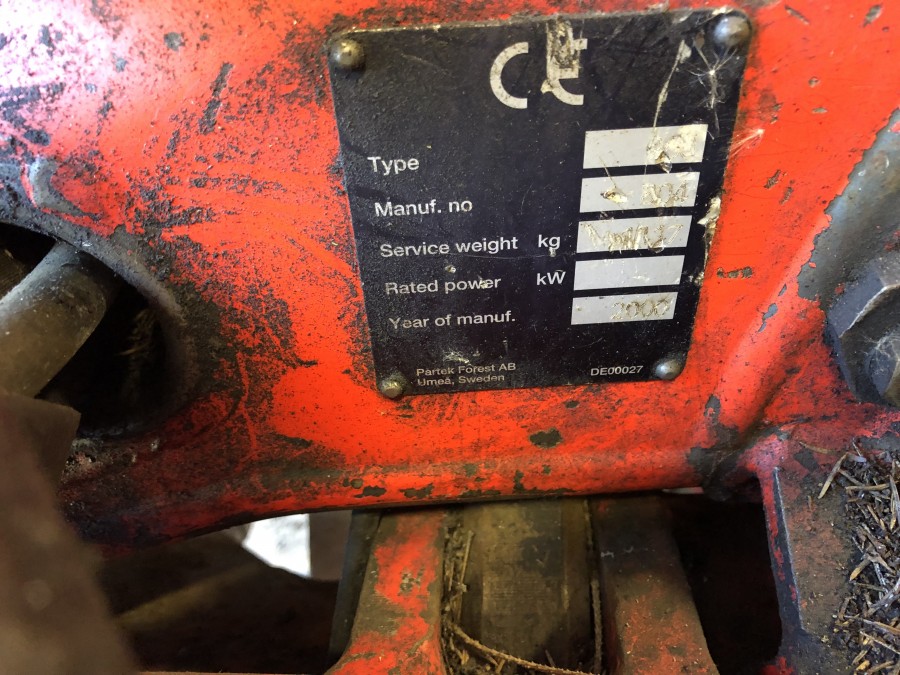 CE
Type
Manuf. no
Service weight kg
Rated power kW
Year of manuf. 2000
Partek Forest AB
Umeå, Sweden
DE00027